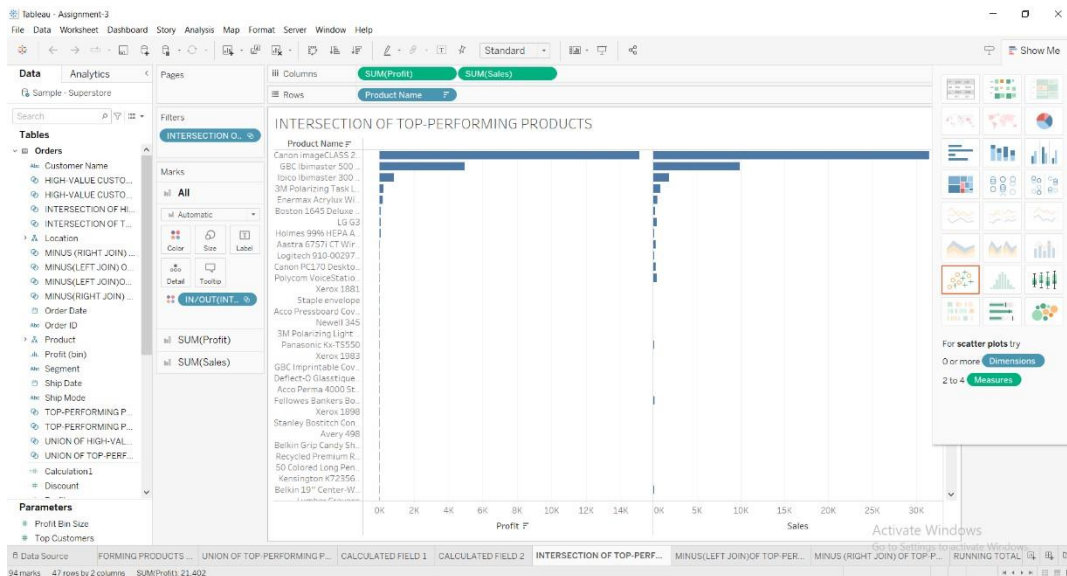 Tableau - Assignment-3
File Data Worksheet Dashboard Story Analysis Map Format Server Window Help
Standard
Show Me
Data Analytics
Sample - Superstore
Search
Tables
Orders
Abc Customer Name
HIGH-VALUE CUSTO...
HIGH-VALUE CUSTO...
INTERSECTION OF HI...
INTERSECTION OF T...
Location
MINUS (RIGHT JOIN) ...
MINUS(LEFT JOIN) O...
MINUS(LEFT JOIN)O...
MINUS(RIGHT JOIN) ...
Order Date
Abc Order ID
Product
Profit (bin)
Abc Segment
Ship Date
Abc Ship Mode
TOP-PERFORMING P...
TOP-PERFORMING P...
UNION OF HIGH-VAL...
UNION OF TOP-PERF...
Calculation1
Discount
Parameters
Profit Bin Size
Top Customers
Pages
Filters
INTERSECTION O..
Marks
All
Automatic
Color Size Label
Detail Tooltip
IN/OUT(INT..
SUM(Profit)
SUM(Sales)
Columns SUM(Profit) SUM(Sales)
Rows Product Name
INTERSECTION OF TOP-PERFORMING PRODUCTS
Product Name
Canon imageCLASS 2..
GBC Ibimaster 500 ..
Ibico Ibimaster 300 ..
3M Polarizing Task L..
Enermax Acrylux Wi..
Boston 1645 Deluxe ..
LG G3
Holmes 99% HEPA A..
Aastra 6757i CT Wir..
Logitech 910-00297..
Canon PC170 Deskto..
Polycom VoiceStatio..
Xerox 1881
Staple envelope
Acco Pressboard Cov..
Newell 345
3M Polarizing Light ..
Panasonic Kx-TS550
Xerox 1983
GBC Imprintable Cov..
Deflect-O Glasstique..
Acco Perma 4000 St..
Fellowes Bankers Bo..
Xerox 1898
Stanley Bostitch Con..
Avery 498
Belkin Grip Candy Sh..
Recycled Premium R..
50 Colored Long Pen..
Kensington K72356..
Belkin 19" Center-W..
0K 2K 4K 6K 8K 10K 12K 14K 0K 5K 10K 15K 20K 25K 30K
Profit Sales
For scatter plots try
0 or more Dimensions
2 to 4 Measures
Activate Windows
Go to Settings to activate Windows.
Data Source FORMING PRODUCTS ... UNION OF TOP-PERFORMING P... CALCULATED FIELD 1 CALCULATED FIELD 2 INTERSECTION OF TOP-PERF... MINUS(LEFT JOIN)OF TOP-PER... MINUS (RIGHT JOIN) OF TOP-P... RUNNING TOTAL
94 marks 47 rows by 2 columns SUM(Profit): 21,402